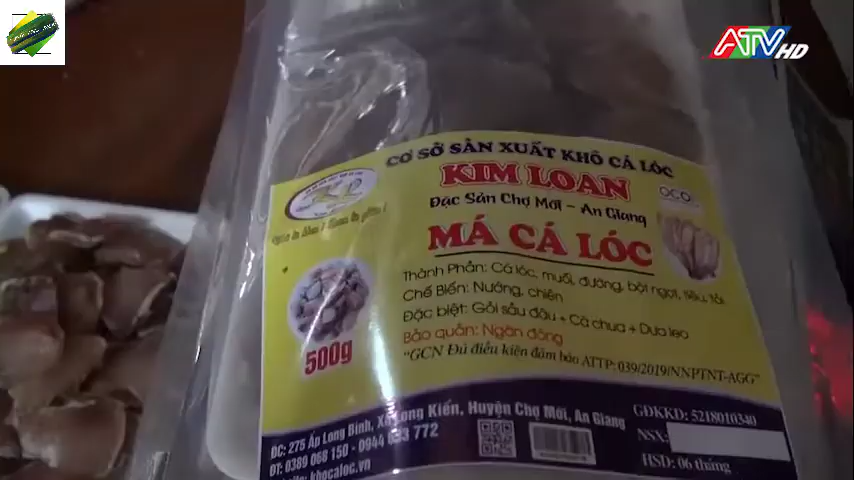 ATV HD
CƠ SỞ SẢN XUẤT KHÔ CÁ LÓC
KIM LOAN
Đặc Sản Chợ Mới - An Giang
OCO
MÁ CÁ LÓC
Thành Phần: Cá lóc, muối, đường, bột ngọt, tiêu, tỏi
Chế Biến: Nướng, chiên
Đặc biệt: Gỏi sầu đâu + Cà chua + Dưa leo
Bảo quản: Ngăn đông
500g
"GCN Đủ điều kiện đảm bảo ATTP: 039/2019/NNPTNT-AGG"
ĐC: 275 Ấp Long Bình, Xã Long Kiến, Huyện Chợ Mới, An Giang
ĐT: 0389 068 150 - 0944 633 772
khocaloc.vn
GĐKKD: 5218010340
NSX:
HSD: 06 tháng